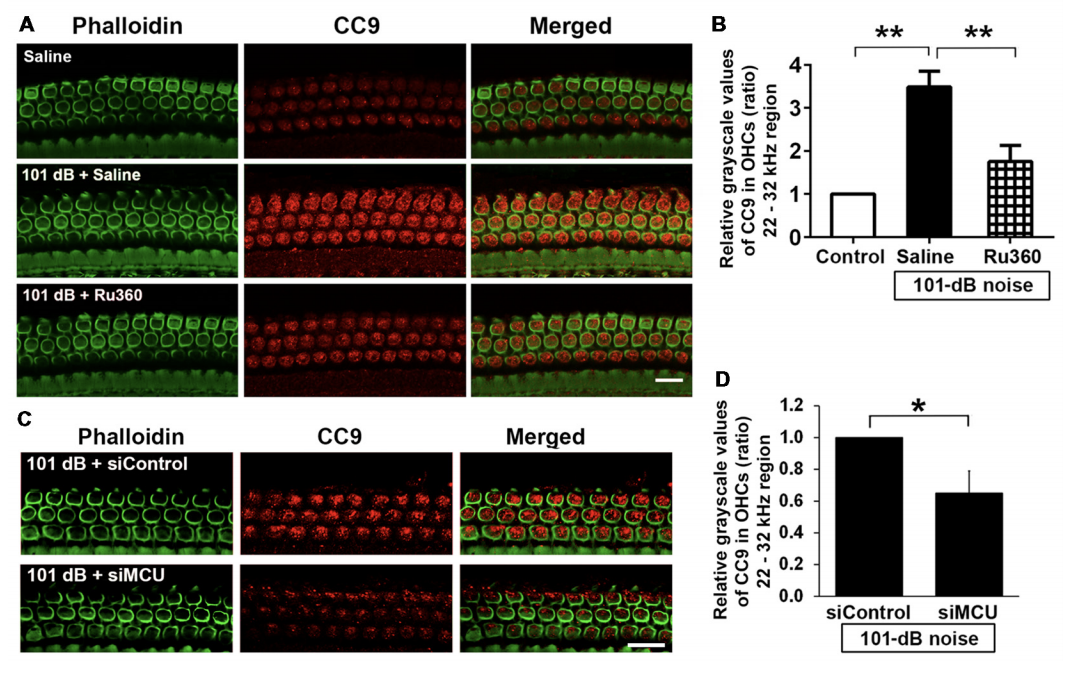 A
Phalloidin CC9 Merged
Saline
101 dB + Saline
101 dB + Ru360
B
**
**
Relative grayscale values
of CC9 in OHCs (ratio)
22 - 32 kHz region
4
3
2
1
0
Control Saline Ru360
101-dB noise
C
Phalloidin CC9 Merged
101 dB + siControl
101 dB + siMCU
D
*
Relative grayscale values
of CC9 in OHCs (ratio)
22 - 32 kHz region
1.2
1.0
0.8
0.6
0.4
0.2
0.0
siControl siMCU
101-dB noise